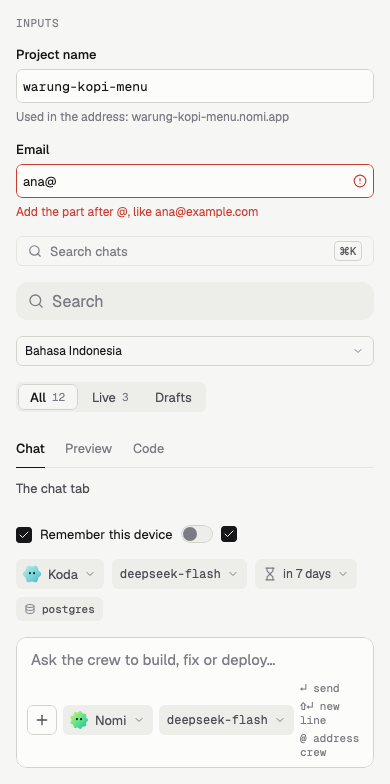 INPUTS
Project name
warung-kopi-menu
Used in the address: warung-kopi-menu.nomi.app
Email
ana@
Add the part after @, like ana@example.com
Search chats ⌘K
Search
Bahasa Indonesia
All 12 Live 3 Drafts
Chat Preview Code
The chat tab
Remember this device
Koda deepseek-flash in 7 days
postgres
Ask the crew to build, fix or deploy…
↵ send
⇧↵ new
line
@ address
crew
Nomi deepseek-flash